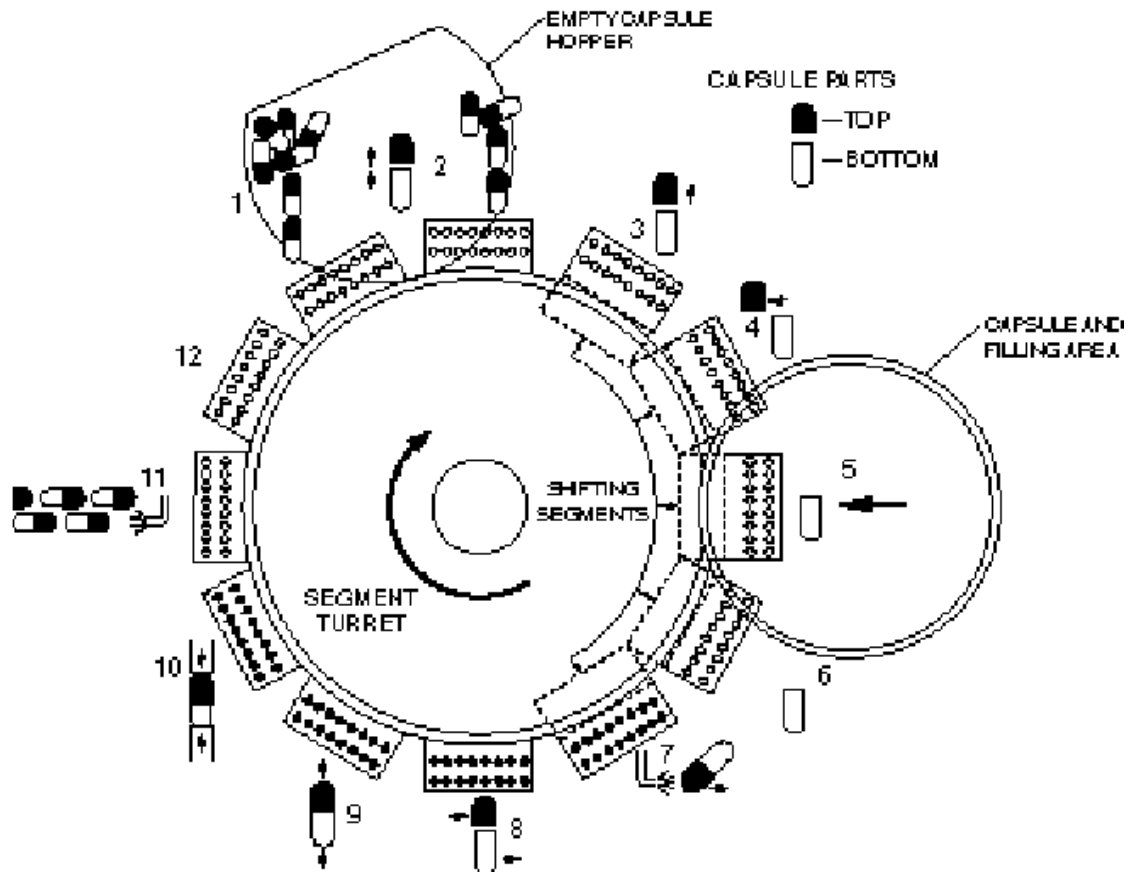 EMPTY CAPSULE
HOPPER
CAPSULE PARTS
TOP
BOTTOM
1
2
3
4
CAPSULE AND
FILLING AREA
12
11
5
SHIFTING
SEGMENTS
SEGMENT
TURRET
10
6
7
9
8